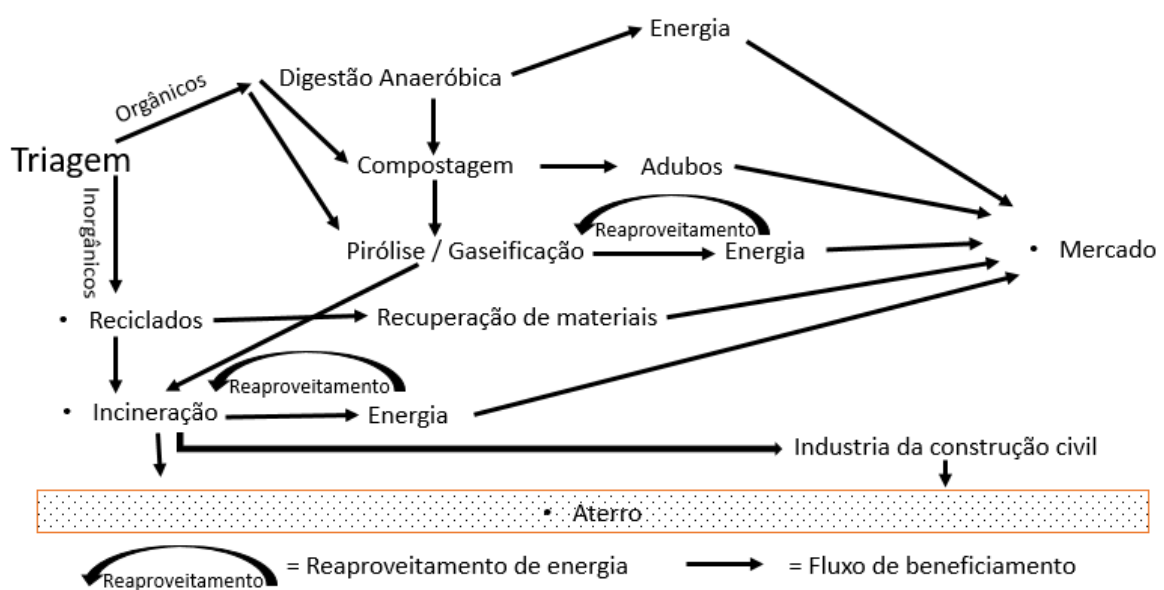 Energia
Orgânicos
Digestão Anaeróbica
Triagem
Compostagem
Adubos
Inorgânicos
Reaproveitamento
Pirólise / Gaseificação
Energia
• Mercado
• Reciclados
Recuperação de materiais
Reaproveitamento
• Incineração
Energia
Industria da construção civil
• Aterro
Reaproveitamento
= Reaproveitamento de energia
= Fluxo de beneficiamento